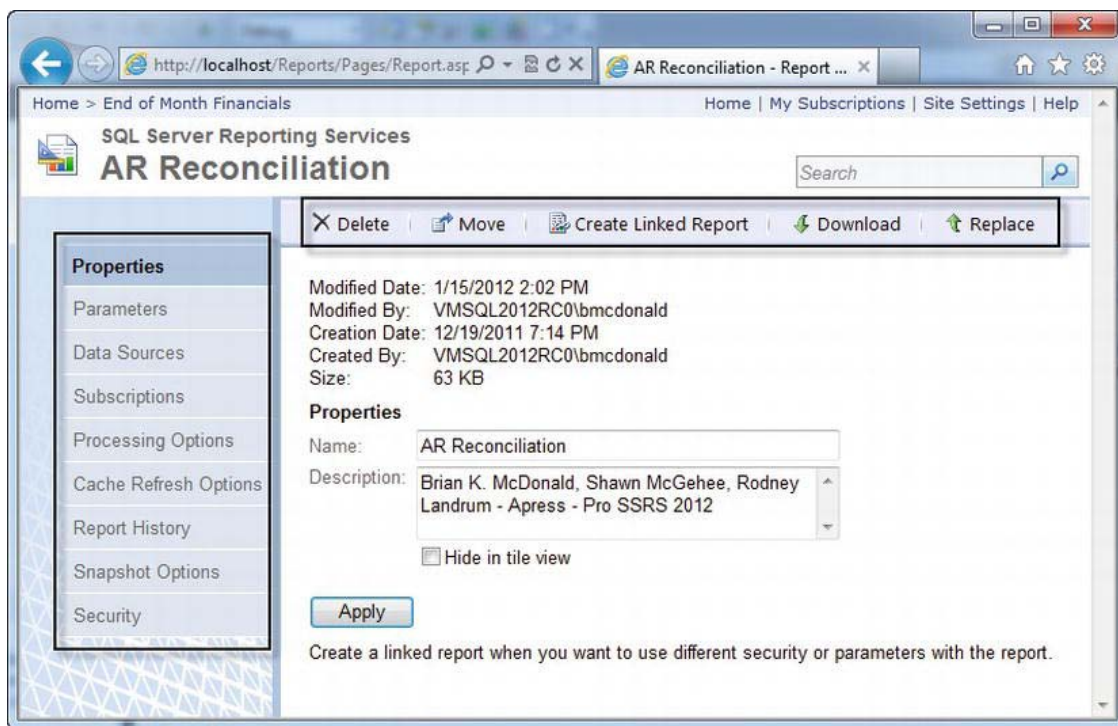 http://localhost/Reports/Pages/Report.asp
AR Reconciliation - Report ...
Home > End of Month Financials
Home | My Subscriptions | Site Settings | Help
SQL Server Reporting Services
AR Reconciliation
Search
Delete | Move | Create Linked Report | Download | Replace
Properties
Parameters
Data Sources
Subscriptions
Processing Options
Cache Refresh Options
Report History
Snapshot Options
Security
Modified Date: 1/15/2012 2:02 PM
Modified By: VMSQL2012RC0\bmcdonald
Creation Date: 12/19/2011 7:14 PM
Created By: VMSQL2012RC0\bmcdonald
Size: 63 KB
Properties
Name: AR Reconciliation
Description: Brian K. McDonald, Shawn McGehee, Rodney
Landrum - Apress - Pro SSRS 2012
Hide in tile view
Apply
Create a linked report when you want to use different security or parameters with the report.